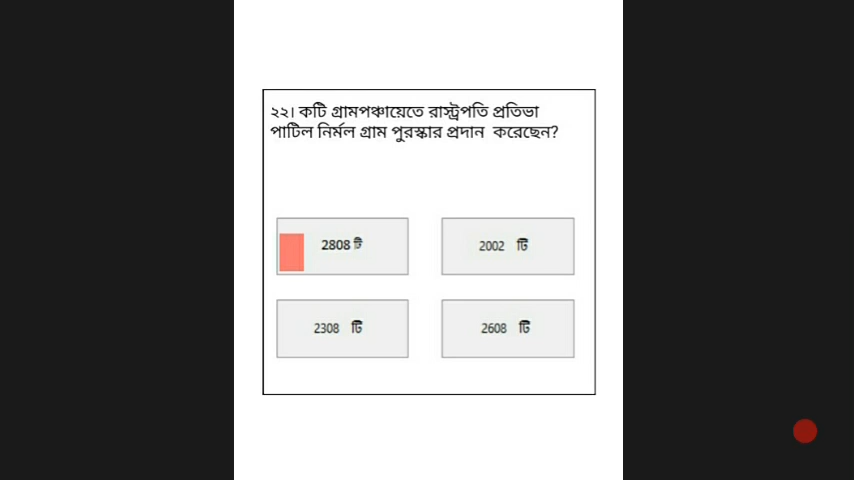 ২২। কটি গ্রামপঞ্চায়েতে রাস্ট্রপতি প্রতিভা
পাটিল নির্মল গ্রাম পুরস্কার প্রদান করেছেন?
2808 টি
2002 টি
2308 টি
2608 টি